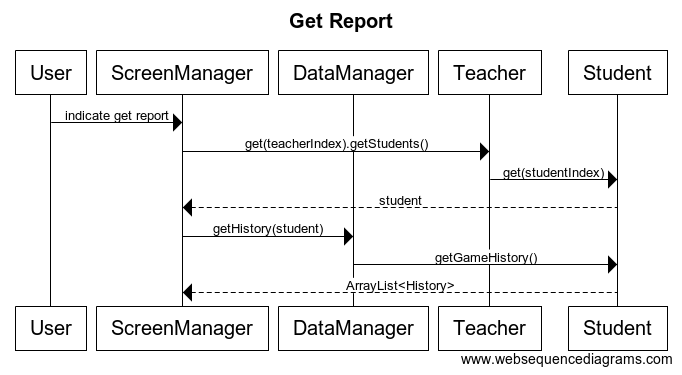 Get Report
User ScreenManager DataManager Teacher Student
indicate get report
get(teacherIndex).getStudents()
get(studentIndex)
student
getHistory(student)
getGameHistory()
ArrayList<History>
User ScreenManager DataManager Teacher Student
www.websequencediagrams.com